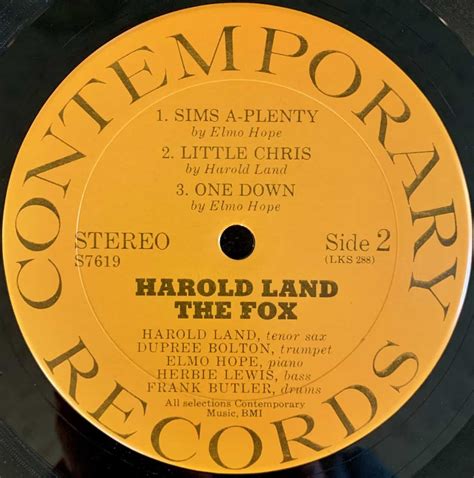 CONTEMPORARY
1. SIMS A-PLENTY
by Elmo Hope
2. LITTLE CHRIS
by Harold Land
3. ONE DOWN
by Elmo Hope
STEREO
S7619
Side 2
(LKS 288)
HAROLD LAND
THE FOX
HAROLD LAND, tenor sax
DUPREE BOLTON, trumpet
ELMO HOPE, piano
HERBIE LEWIS, bass
FRANK BUTLER, drums
All selections Contemporary
Music, BMI
RECORDS